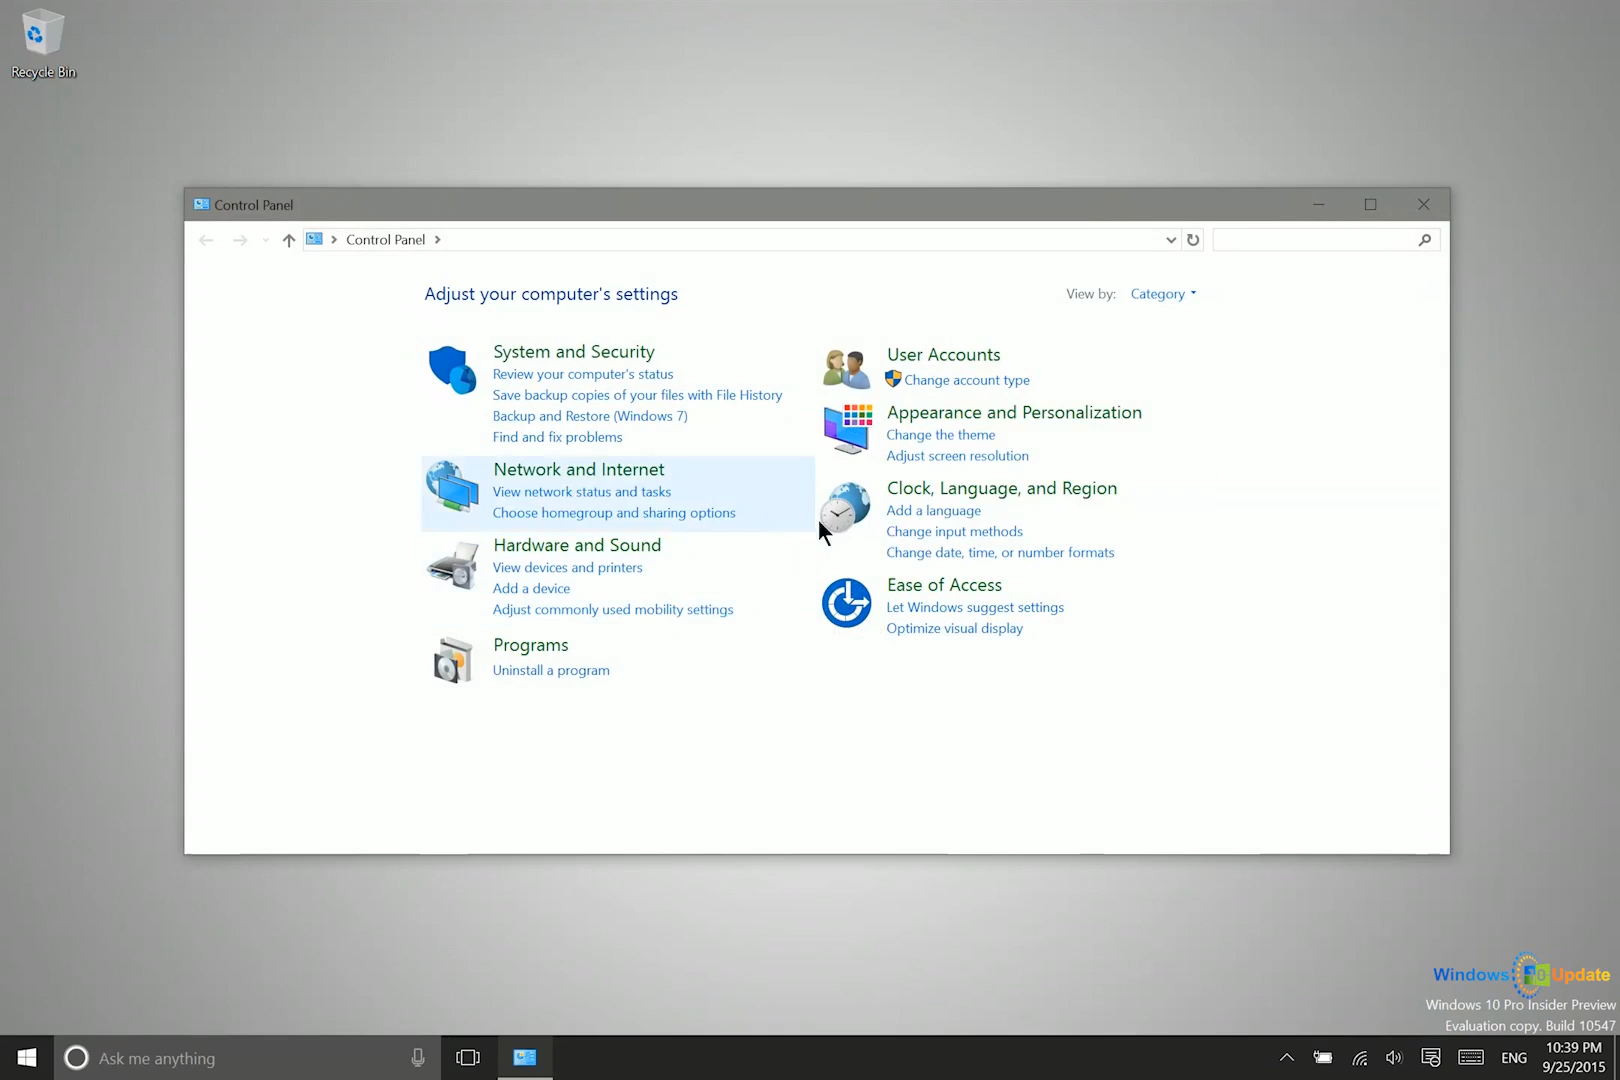 Recycle Bin
Control Panel
Control Panel
Adjust your computer's settings
View by: Category
System and Security
Review your computer's status
Save backup copies of your files with File History
Backup and Restore (Windows 7)
Find and fix problems
Network and Internet
View network status and tasks
Choose homegroup and sharing options
Hardware and Sound
View devices and printers
Add a device
Adjust commonly used mobility settings
Programs
Uninstall a program
User Accounts
Change account type
Appearance and Personalization
Change the theme
Adjust screen resolution
Clock, Language, and Region
Add a language
Change input methods
Change date, time, or number formats
Ease of Access
Let Windows suggest settings
Optimize visual display
Windows 10 Update
Windows 10 Pro Insider Preview
Evaluation copy. Build 10547
Ask me anything
ENG
10:39 PM
9/25/2015